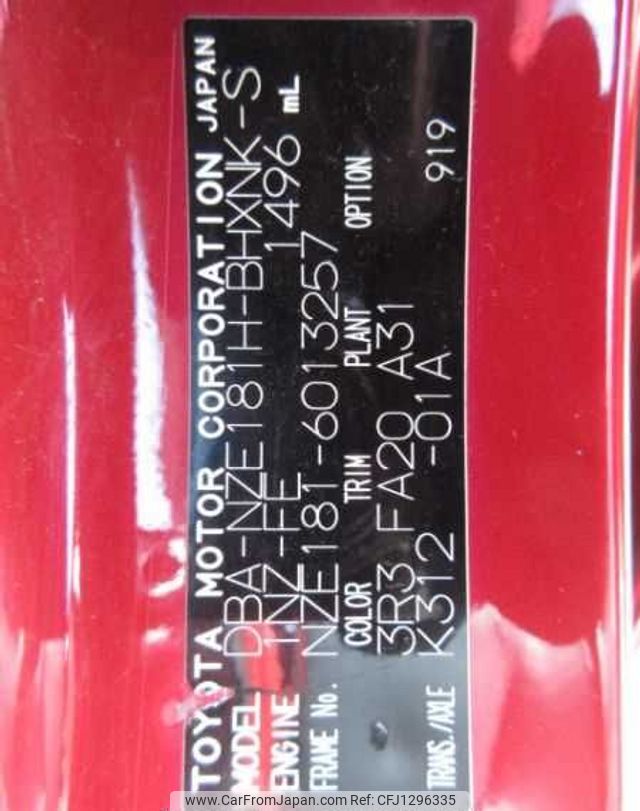 TOYOTA MOTOR CORPORATION JAPAN
MODEL DBA-NZE181H-BHXNK-S
ENGINE 1NZ-FE 1496 mL
FRAME No. NZE181-6013257
COLOR TRIM PLANT OPTION
3R3 FA20 A31
TRANS./AXLE K312 -01A 919
www.CarFromJapan.com | CFJ1296335